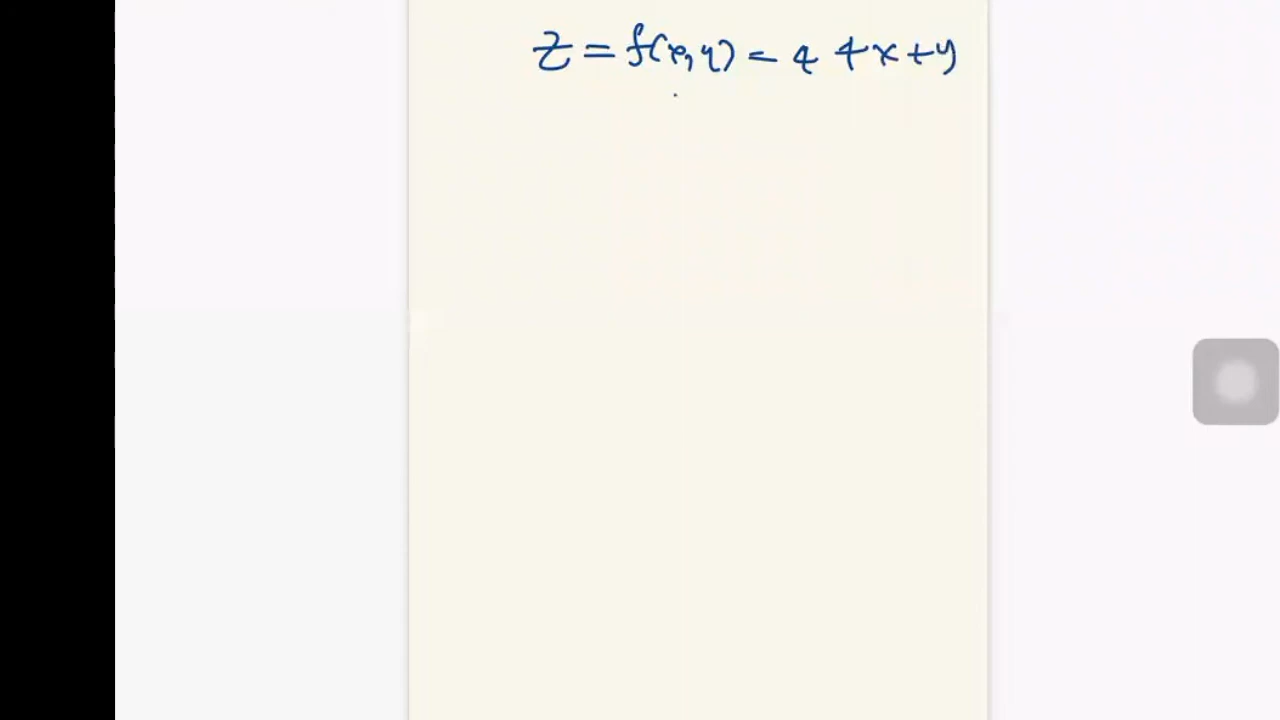 z = f(x, y) = 4 + x + y